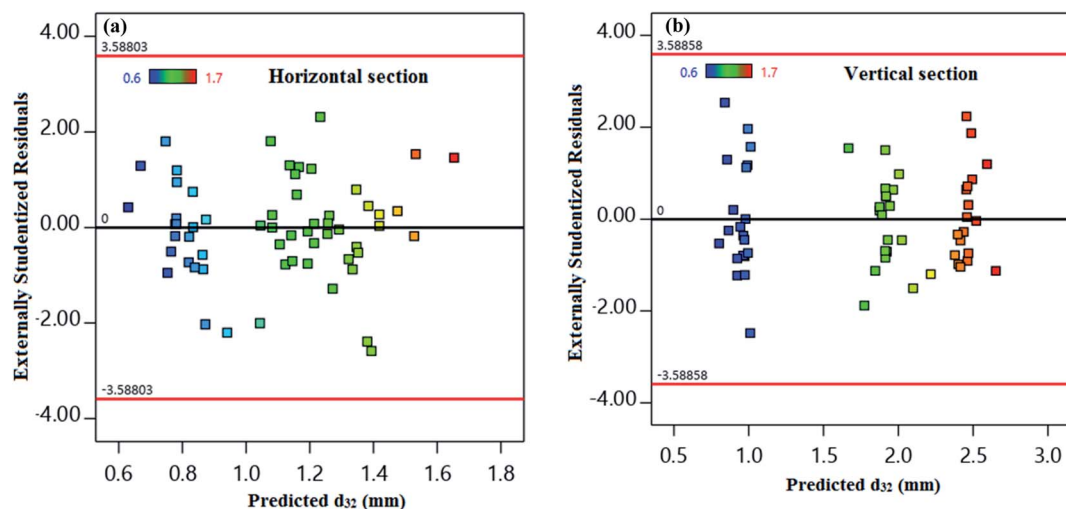 (a)
4.00
3.58803
0.6
1.7
Horizontal section
2.00
0.00
0
-2.00
-3.58803
-4.00
0.6 0.8 1.0 1.2 1.4 1.6 1.8
Externally Studentized Residuals
Predicted d32 (mm)
(b)
4.00
3.58858
0.6
1.7
Vertical section
2.00
0.00
0
-2.00
-3.58858
-4.00
0.5 1.0 1.5 2.0 2.5 3.0
Externally Studentized Residuals
Predicted d32 (mm)